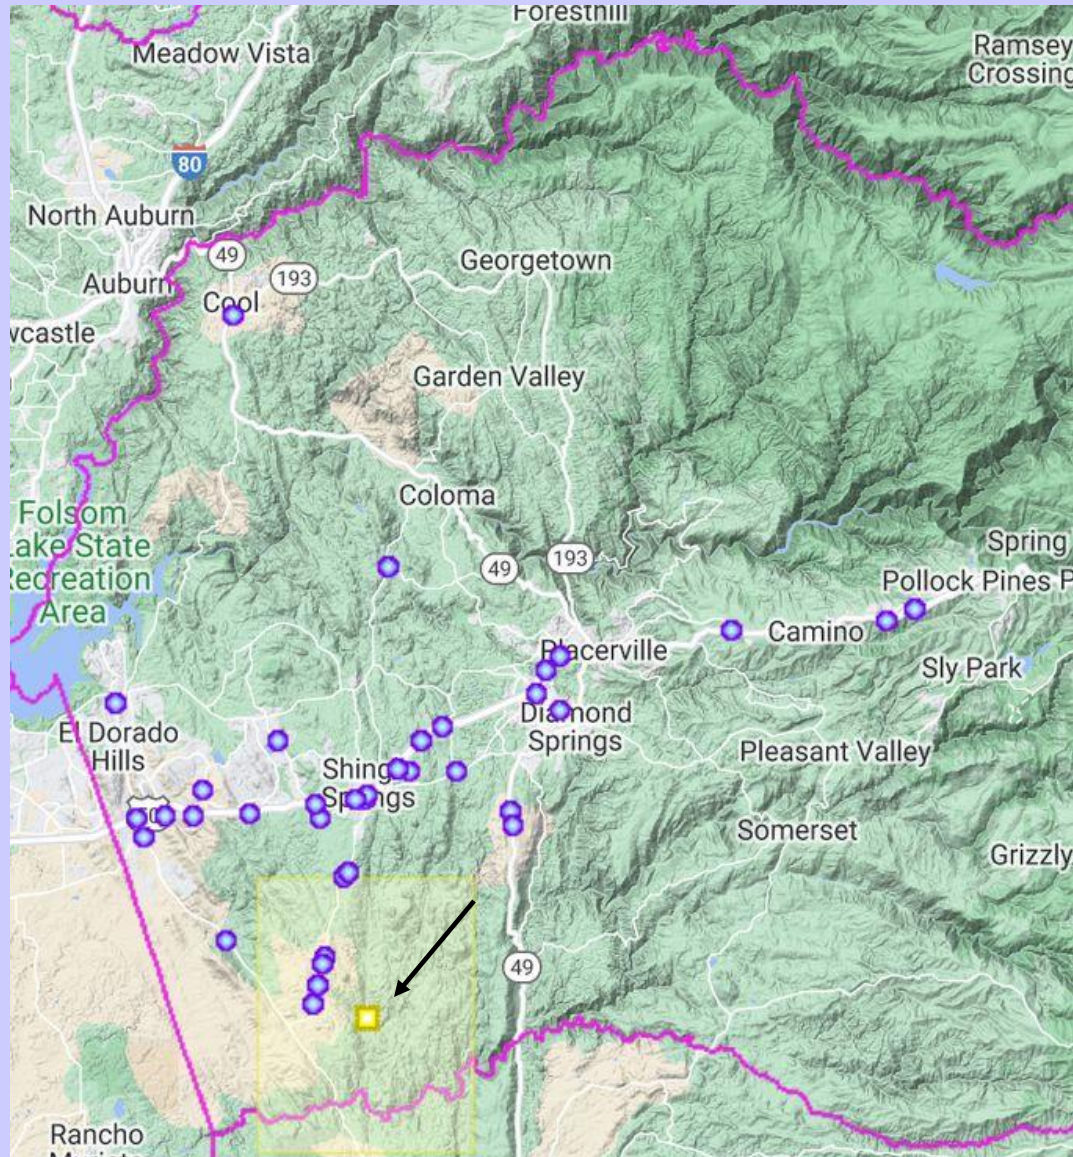 Foresthill
Meadow Vista
Ramsey
Crossing
80
North Auburn
49
Georgetown
193
Auburn
Cool
wcastle
Garden Valley
Coloma
Folsom
Lake State
Recreation
Area
Spring
49
193
Pollock Pines P
Placerville
Camino
Sly Park
El Dorado
Hills
Diamond
Springs
Pleasant Valley
Shing
Springs
Somerset
Grizzly
49
Rancho